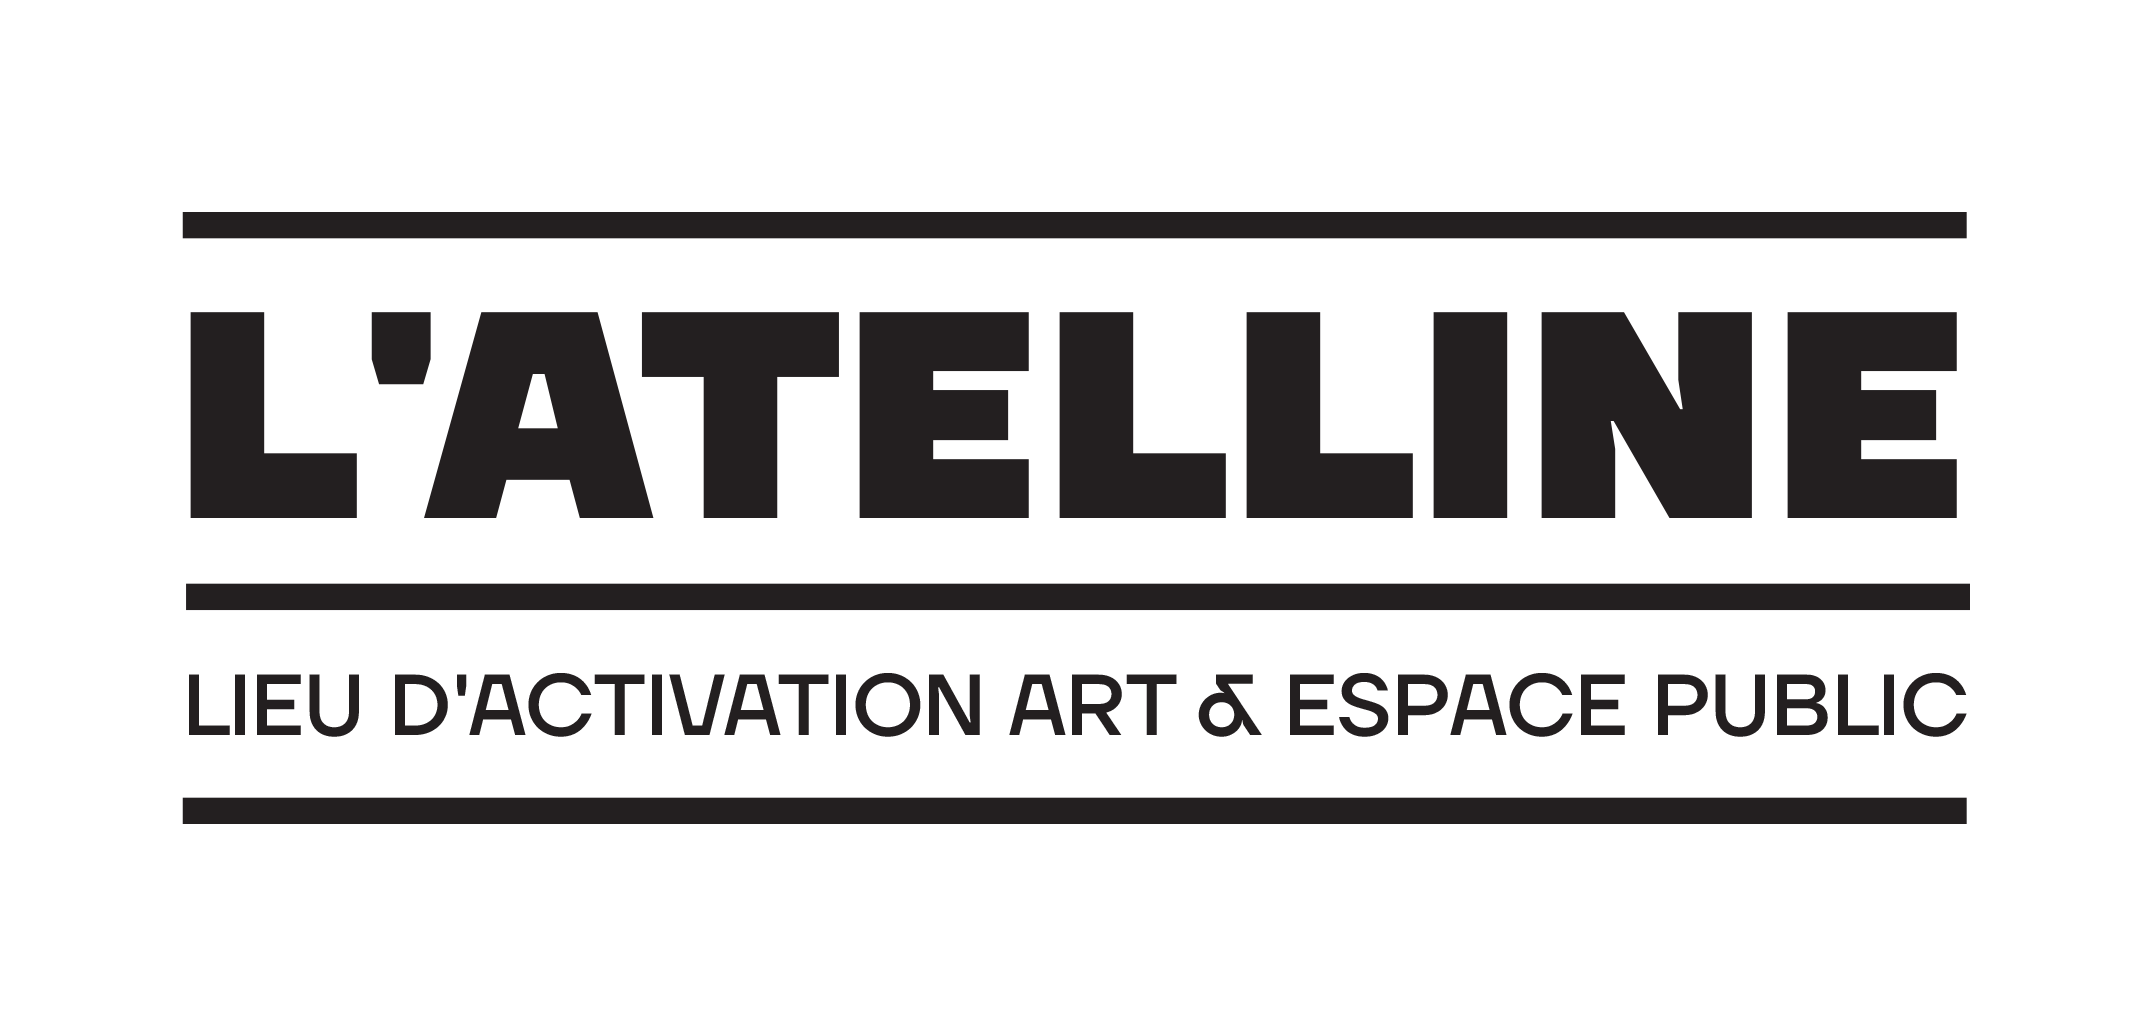 L'ATELLINE
LIEU D'ACTIVATION ART & ESPACE PUBLIC